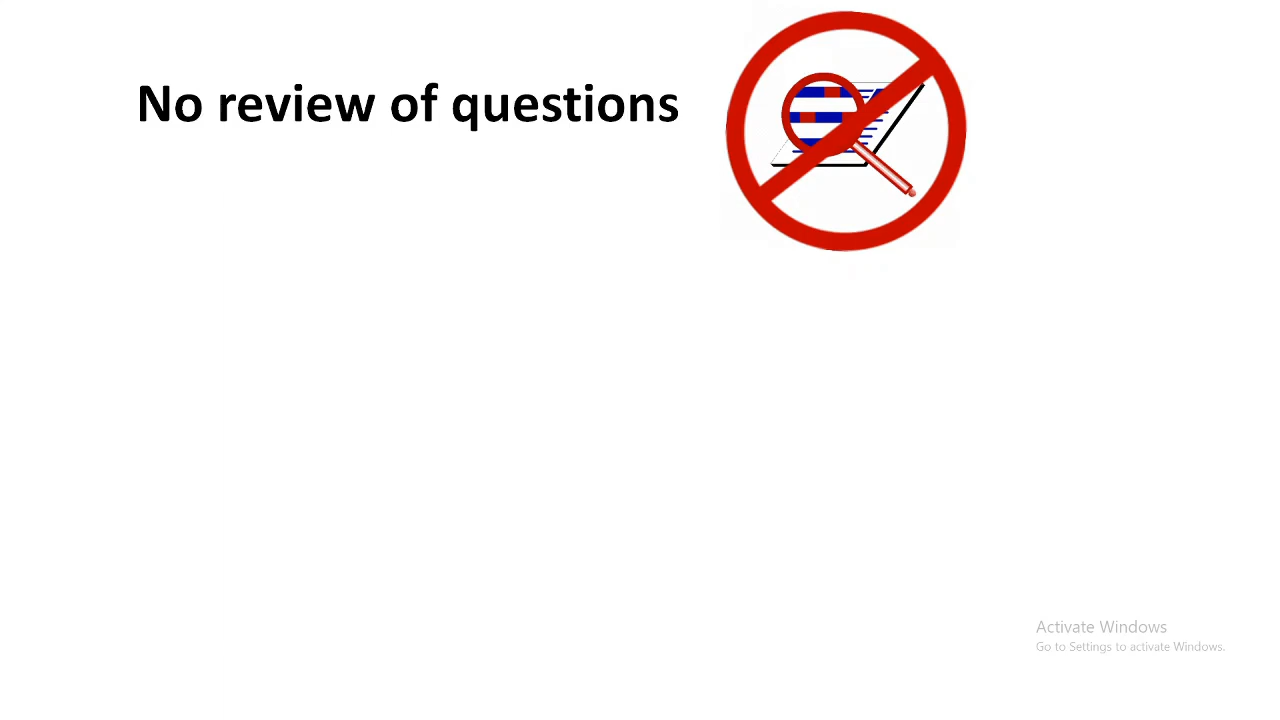 No review of questions
Activate Windows
Go to Settings to activate Windows.